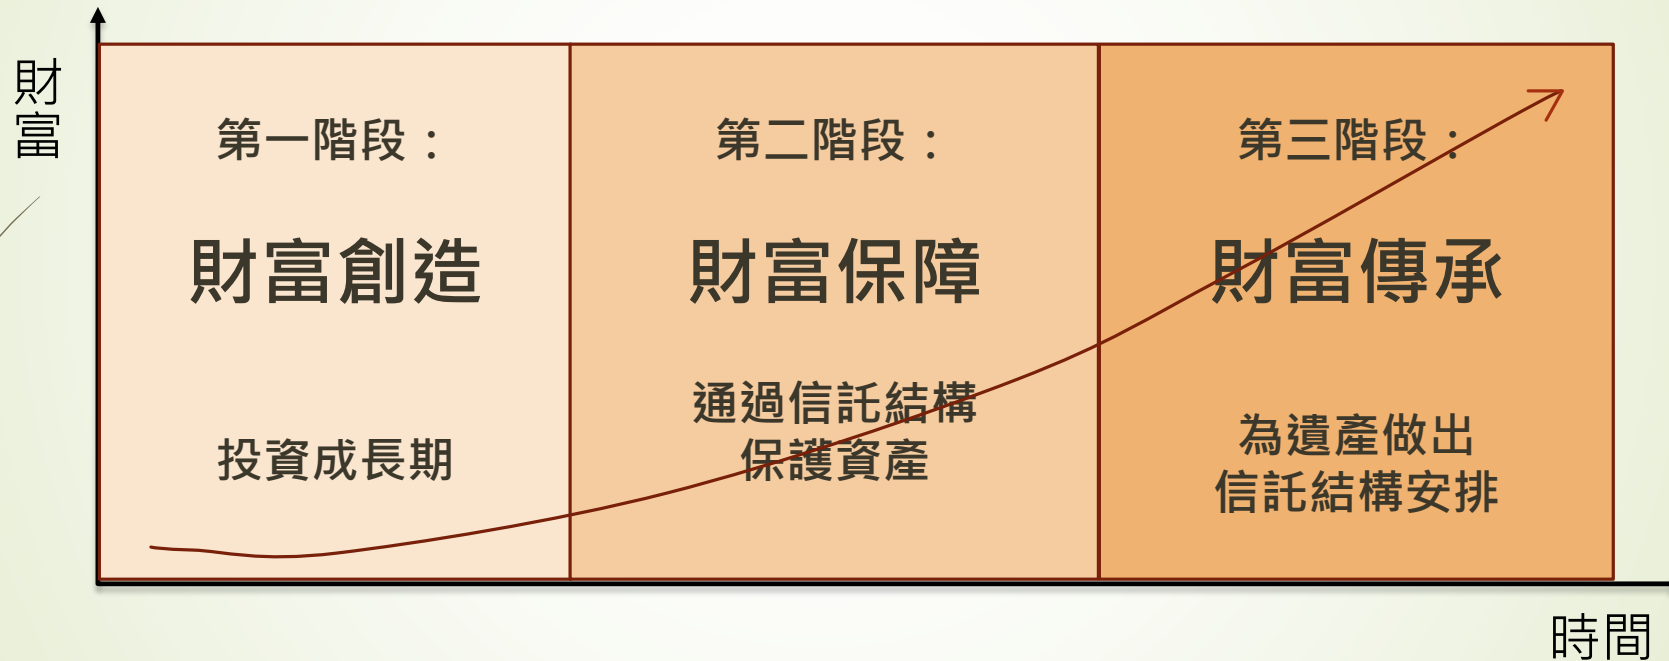 財富
第一階段：
財富創造
投資成長期
第二階段：
財富保障
通過信託結構
保護資產
第三階段：
財富傳承
為遺產做出
信託結構安排
時間